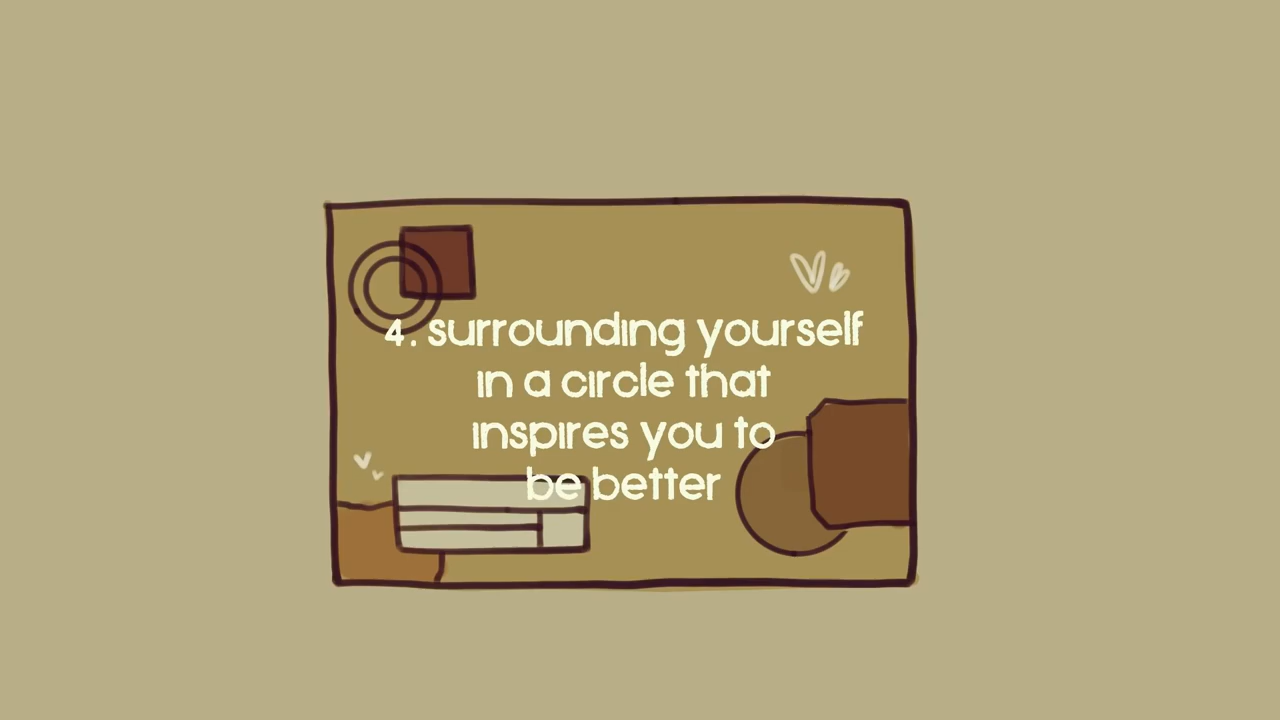 4. surrounding yourself
in a circle that
inspires you to
be better